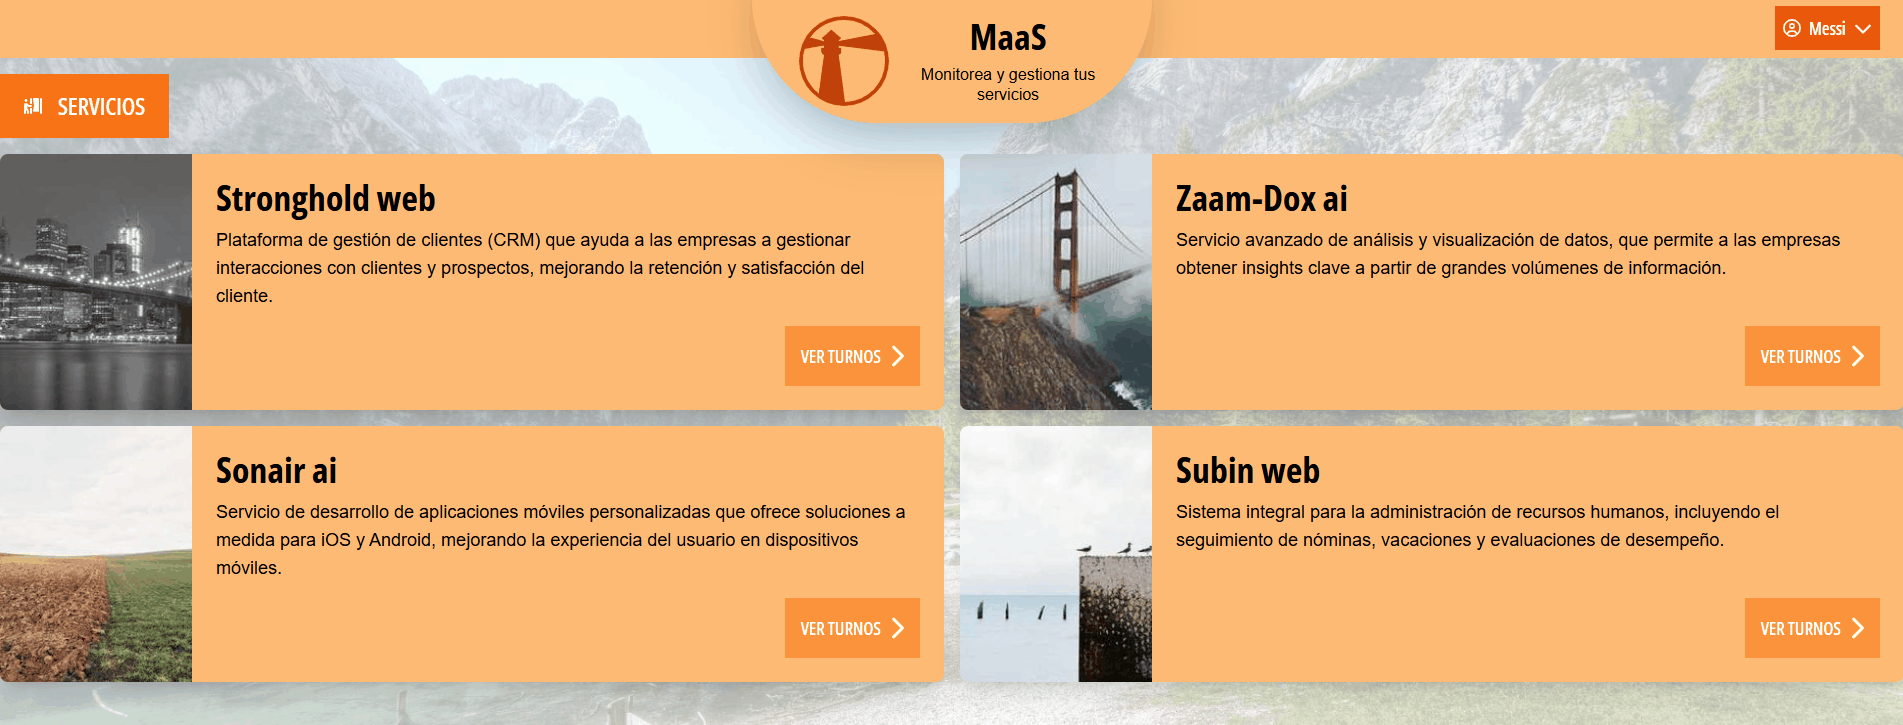 MaaS
Monitorea y gestiona tus
servicios
Messi
SERVICIOS
Stronghold web
Plataforma de gestión de clientes (CRM) que ayuda a las empresas a gestionar
interacciones con clientes y prospectos, mejorando la retención y satisfacción del
cliente.
VER TURNOS
Zaam-Dox ai
Servicio avanzado de análisis y visualización de datos, que permite a las empresas
obtener insights clave a partir de grandes volúmenes de información.
VER TURNOS
Sonair ai
Servicio de desarrollo de aplicaciones móviles personalizadas que ofrece soluciones a
medida para iOS y Android, mejorando la experiencia del usuario en dispositivos
móviles.
VER TURNOS
Subin web
Sistema integral para la administración de recursos humanos, incluyendo el
seguimiento de nóminas, vacaciones y evaluaciones de desempeño.
VER TURNOS